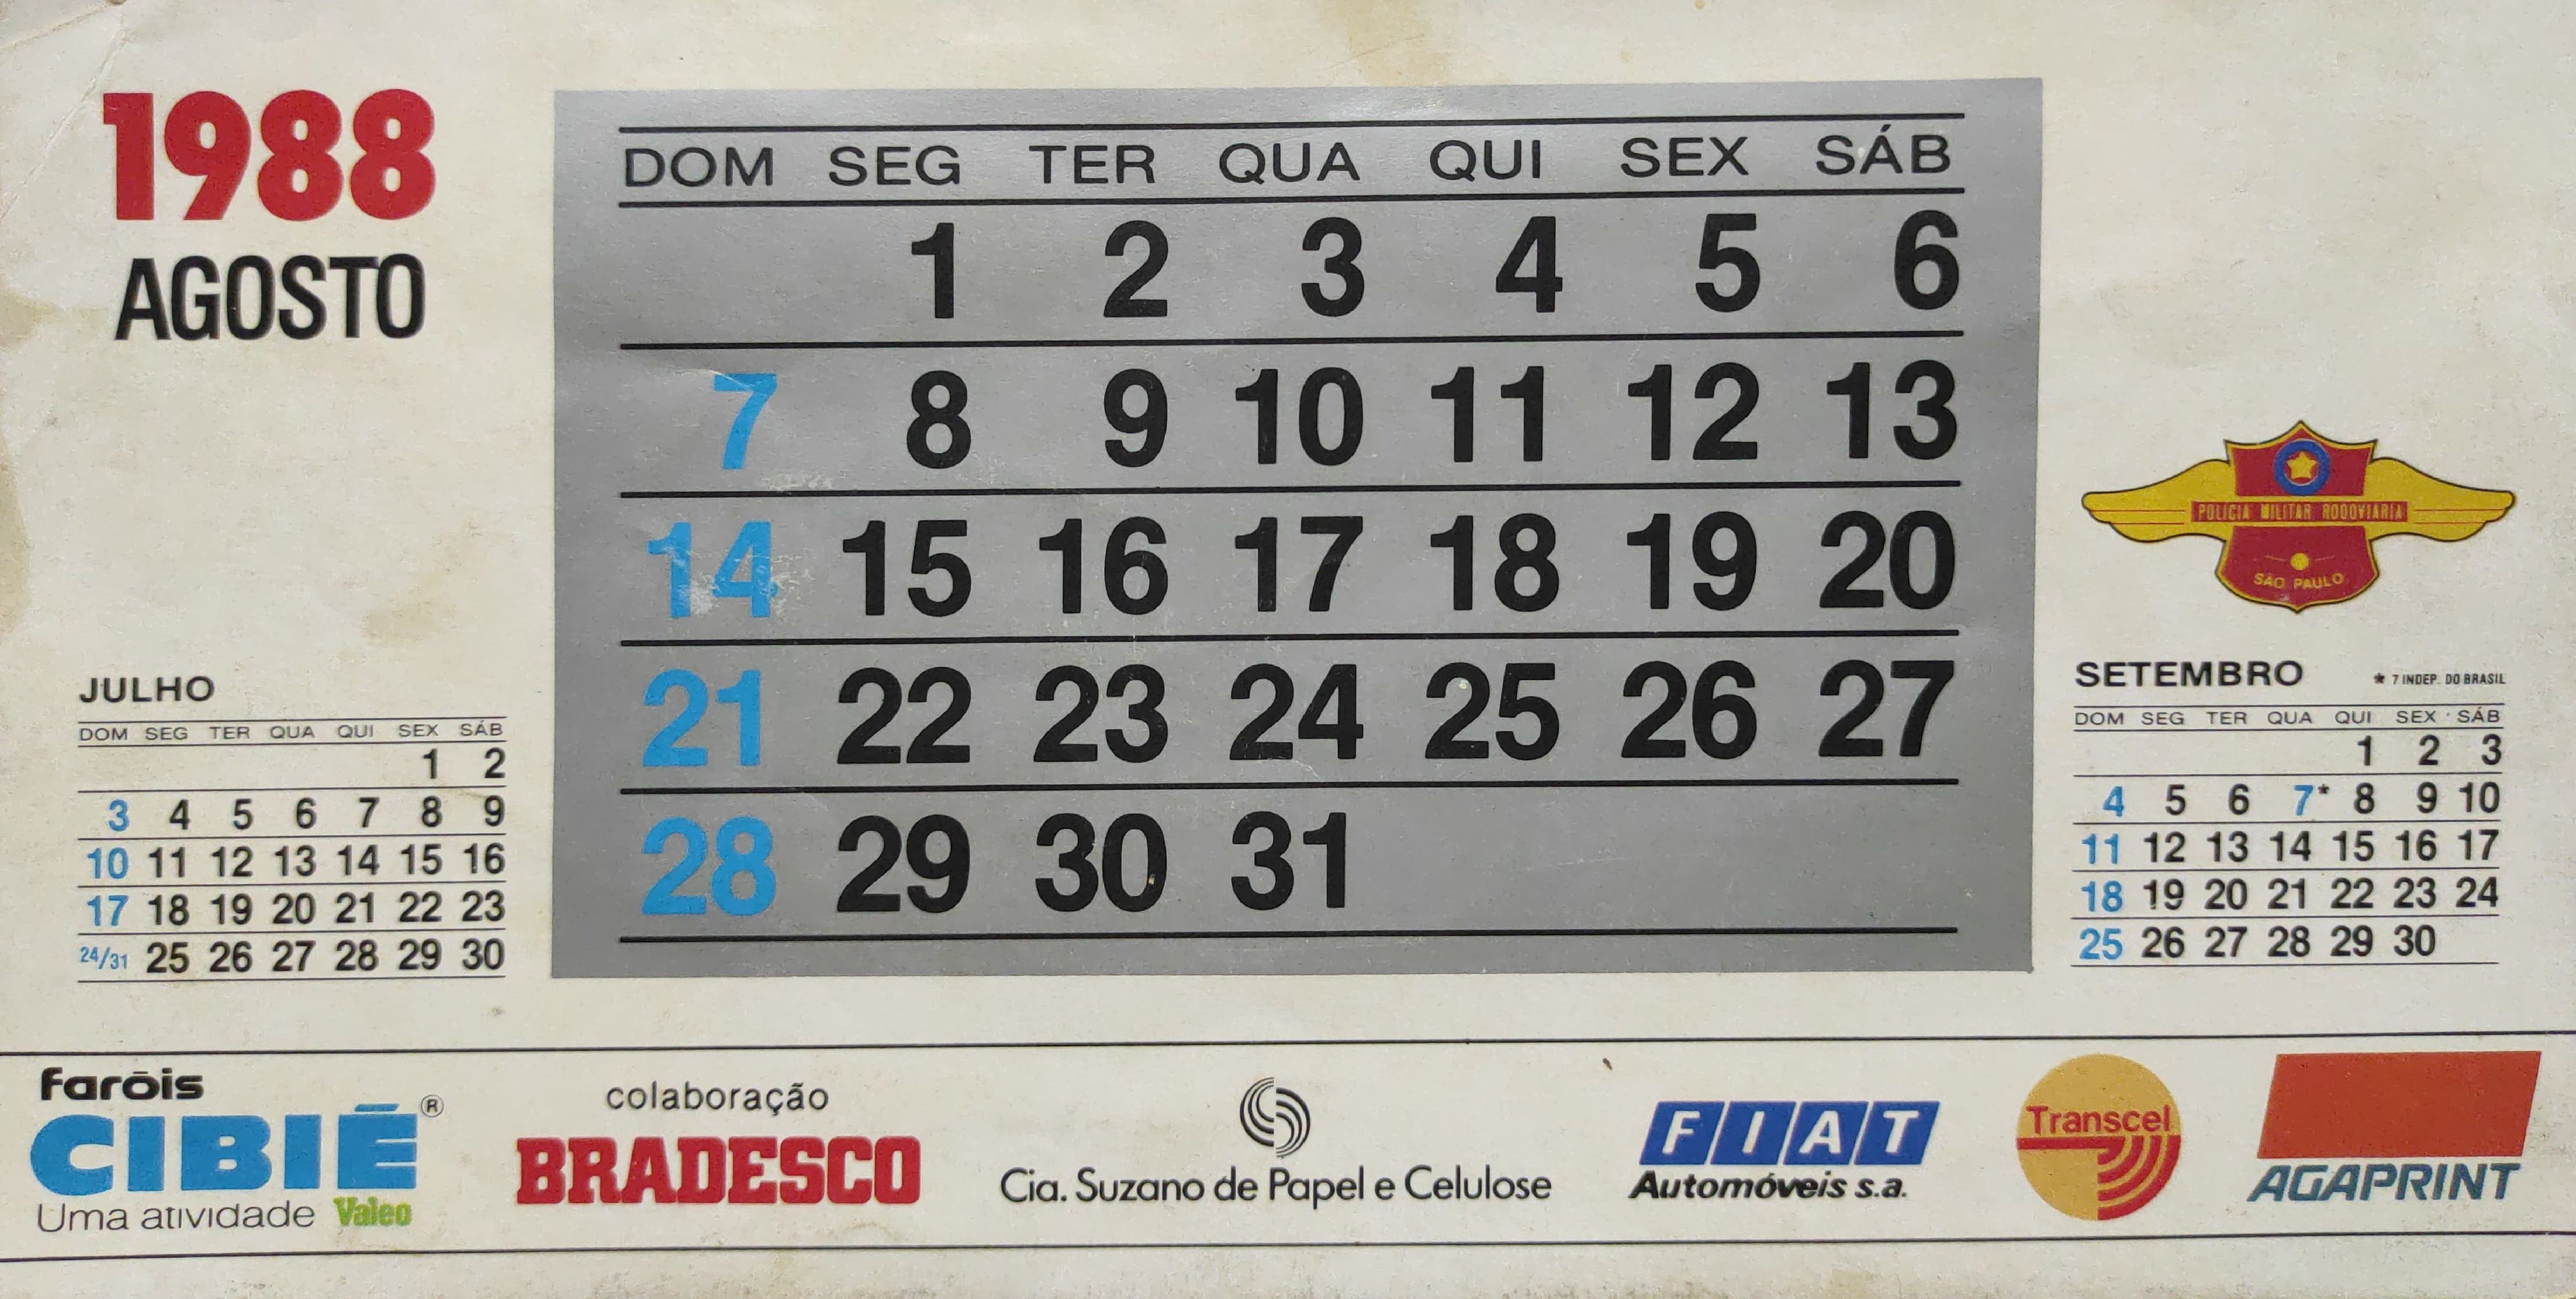 1988
AGOSTO
DOM SEG TER QUA QUI SEX SÁB
1 2 3 4 5 6
7 8 9 10 11 12 13
14 15 16 17 18 19 20
21 22 23 24 25 26 27
28 29 30 31
JULHO
DOM SEG TER QUA QUI SEX SÁB
1 2
3 4 5 6 7 8 9
10 11 12 13 14 15 16
17 18 19 20 21 22 23
24/31 25 26 27 28 29 30
POLICIA MILITAR RODOVIARIA
SÃO PAULO
SETEMBRO * 7 INDEP. DO BRASIL
DOM SEG TER QUA QUI SEX SÁB
1 2 3
4 5 6 7* 8 9 10
11 12 13 14 15 16 17
18 19 20 21 22 23 24
25 26 27 28 29 30
Faróis
CIBIÉ ®
Uma atividade Valeo
colaboração
BRADESCO
Cia. Suzano de Papel e Celulose
FIAT
Automóveis s.a.
Transcel
AGAPRINT